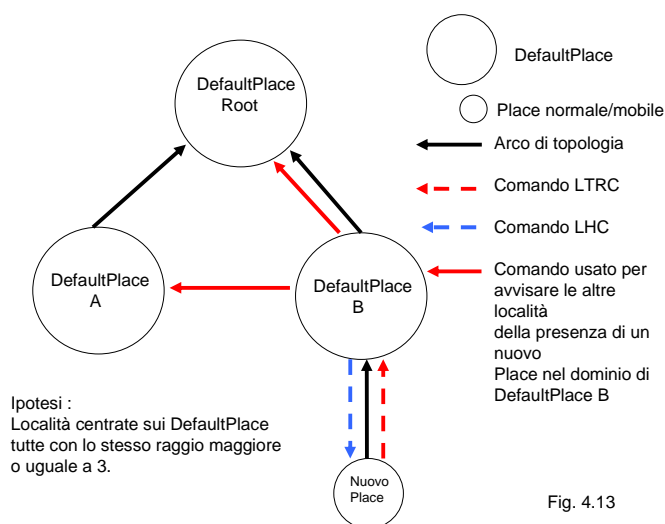 DefaultPlace
Root
DefaultPlace
A
DefaultPlace
B
Nuovo
Place
Ipotesi :
Località centrate sui DefaultPlace
tutte con lo stesso raggio maggiore
o uguale a 3.
DefaultPlace
Place normale/mobile
Arco di topologia
Comando LTRC
Comando LHC
Comando usato per
avvisare le altre
località
della presenza di un
nuovo
Place nel dominio di
DefaultPlace B
Fig. 4.13